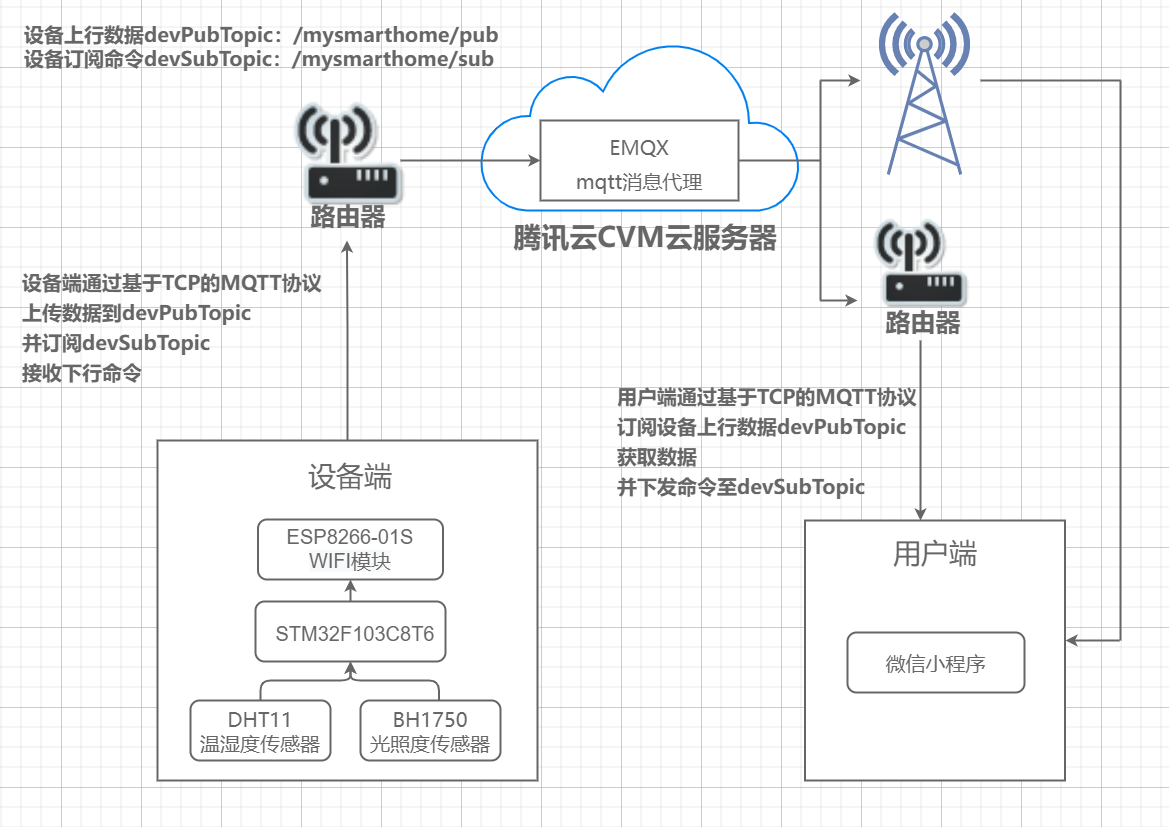 设备上行数据devPubTopic：/mysmarthome/pub
设备订阅命令devSubTopic：/mysmarthome/sub
路由器
EMQX
mqtt消息代理
腾讯云CVM云服务器
路由器
设备端通过基于TCP的MQTT协议
上传数据到devPubTopic
并订阅devSubTopic
接收下行命令
用户端通过基于TCP的MQTT协议
订阅设备上行数据devPubTopic
获取数据
并下发命令至devSubTopic
设备端
ESP8266-01S
WIFI模块
STM32F103C8T6
DHT11
温湿度传感器
BH1750
光照度传感器
用户端
微信小程序